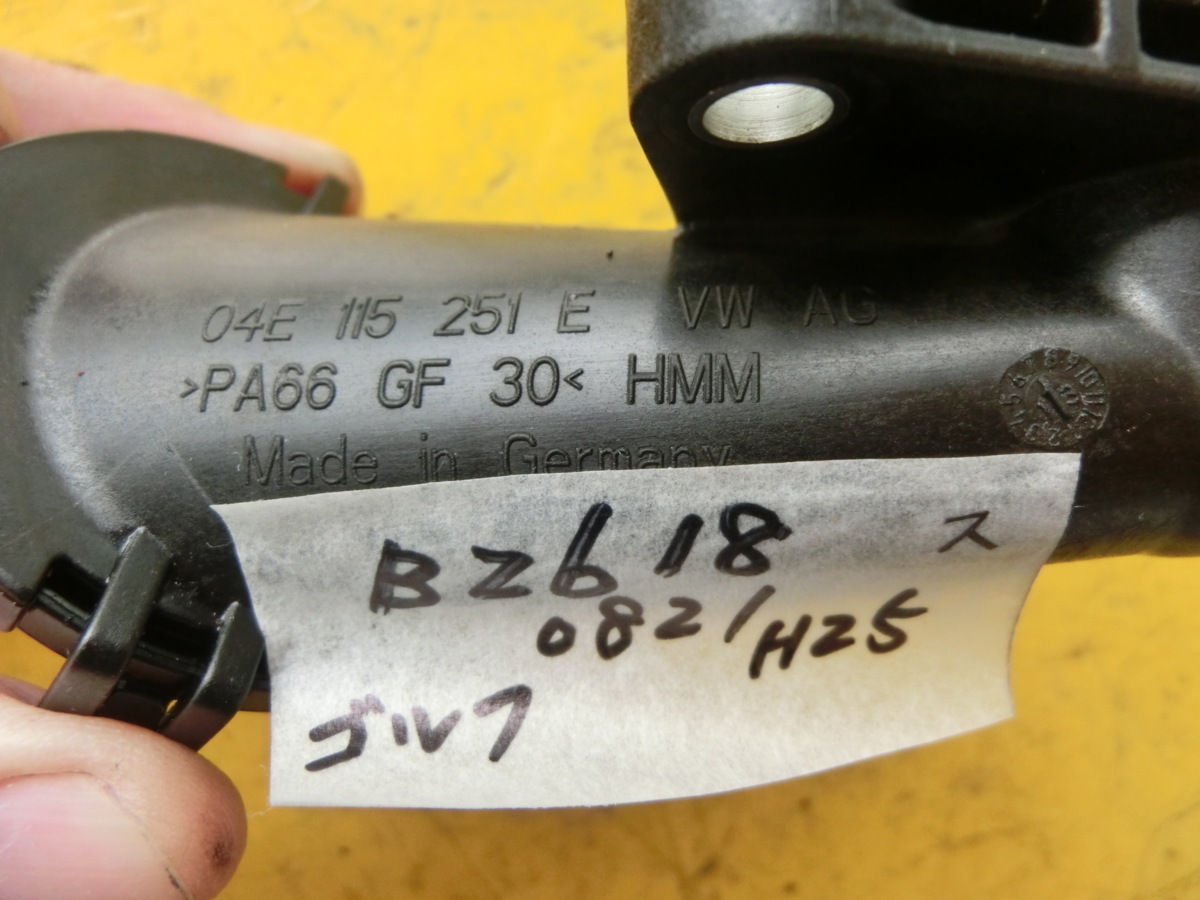 04E 115 251 E VW AG
>PA66 GF 30< HMM
Made in Germany
BZ618 ス
0821/H25
ゴルフ